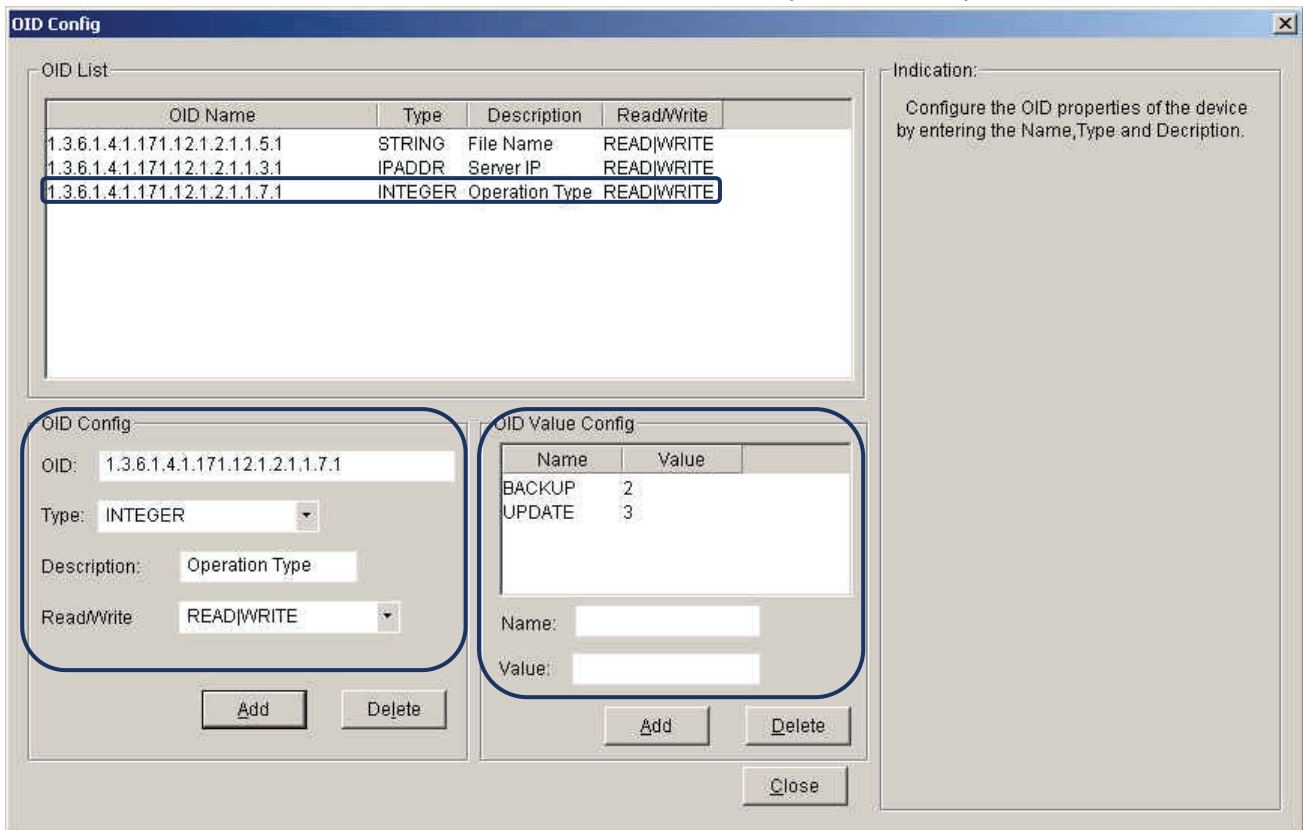 OID Config
OID List
OID Name Type Description Read/Write
1.3.6.1.4.1.171.12.1.2.1.1.5.1 STRING File Name READ|WRITE
1.3.6.1.4.1.171.12.1.2.1.1.3.1 IPADDR Server IP READ|WRITE
1.3.6.1.4.1.171.12.1.2.1.1.7.1 INTEGER Operation Type READ|WRITE
OID Config
OID: 1.3.6.1.4.1.171.12.1.2.1.1.7.1
Type: INTEGER
Description: Operation Type
Read/Write READ|WRITE
Add Delete
OID Value Config
Name Value
BACKUP 2
UPDATE 3
Name:
Value:
Add Delete
Close
Indication:
Configure the OID properties of the device
by entering the Name,Type and Decription.